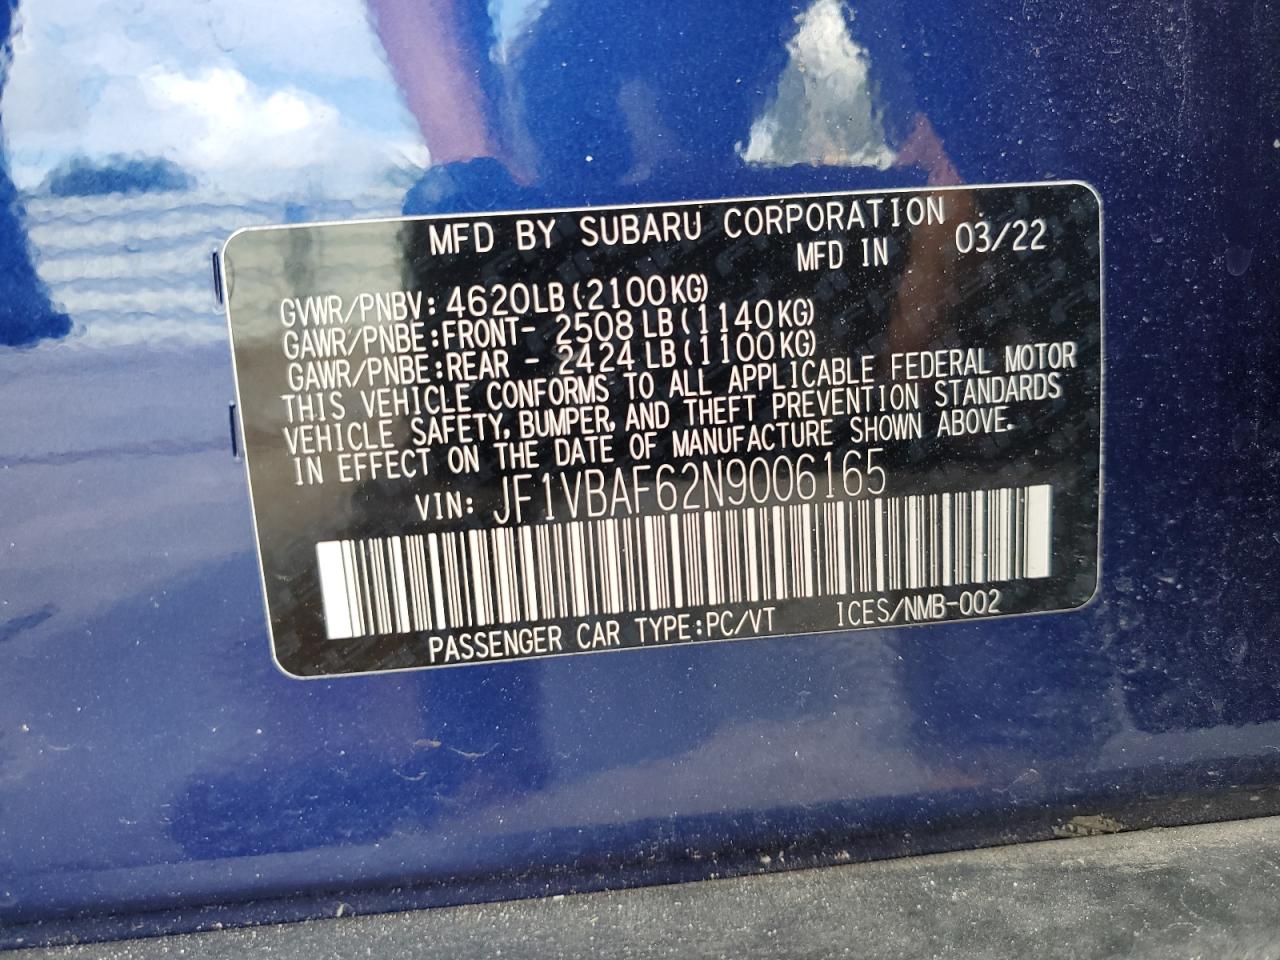 MFD BY SUBARU CORPORATION
MFD IN 03/22
GVWR/PNBV: 4620LB(2100KG)
GAWR/PNBE:FRONT- 2508LB(1140KG)
GAWR/PNBE:REAR - 2424LB(1100KG)
THIS VEHICLE CONFORMS TO ALL APPLICABLE FEDERAL MOTOR
VEHICLE SAFETY, BUMPER, AND THEFT PREVENTION STANDARDS
IN EFFECT ON THE DATE OF MANUFACTURE SHOWN ABOVE.
VIN: JF1VBAF62N9006165
PASSENGER CAR TYPE:PC/VT ICES/NMB-002